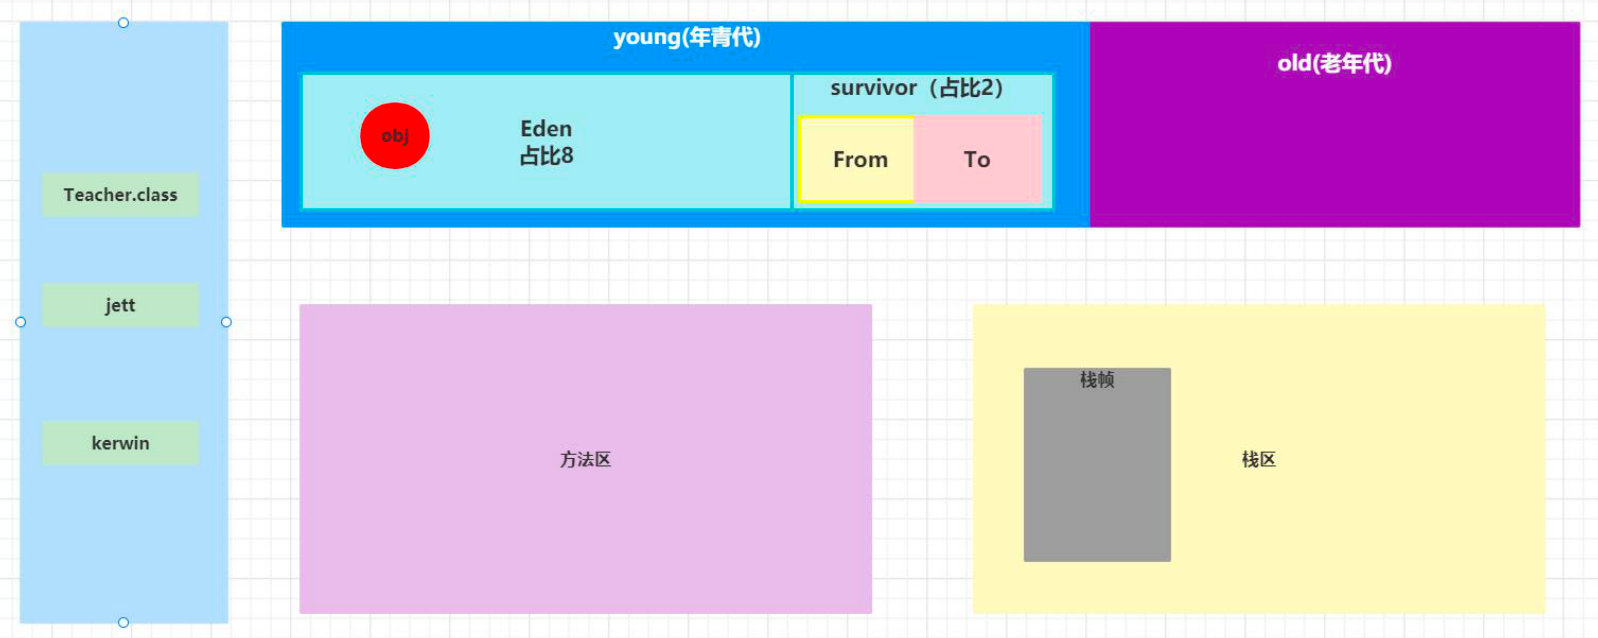 young(年青代)
old(老年代)
survivor（占比2）
obj
Eden
占比8
From
To
Teacher.class
jett
kerwin
方法区
栈帧
栈区